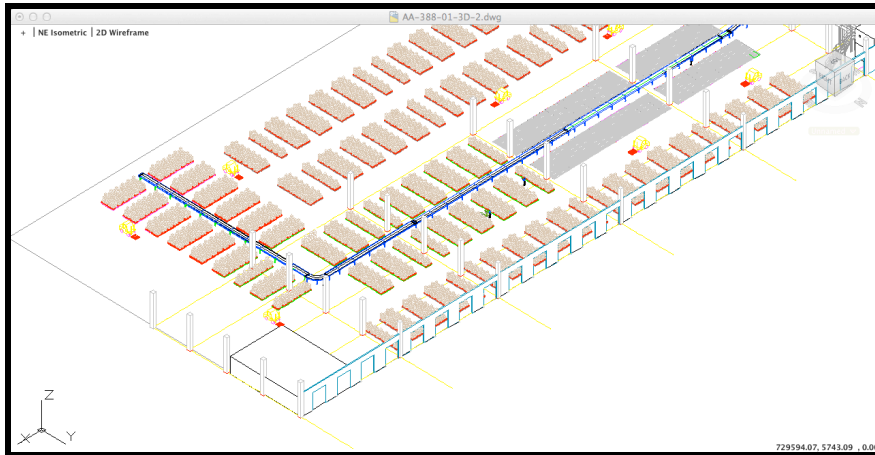 AA-388-01-3D-2.dwg
+ | NE Isometric | 2D Wireframe
Z
X Y
729594.07, 5743.09 , 0.0